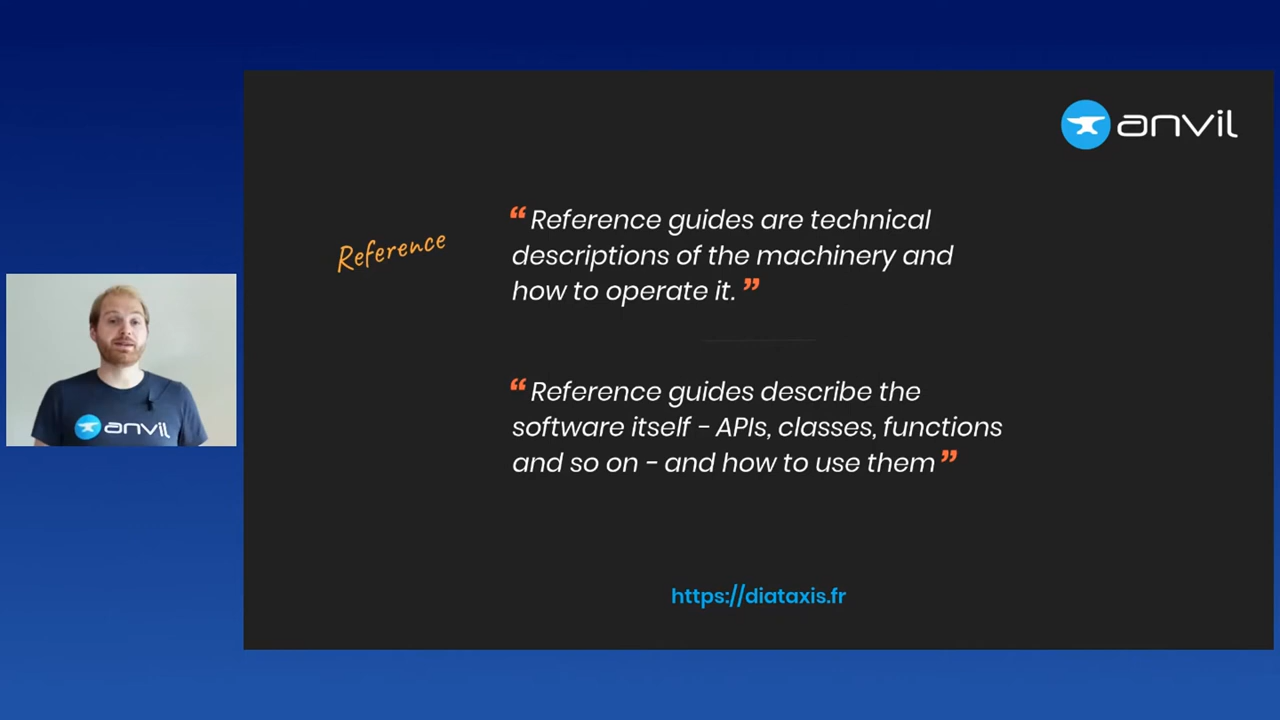 anvil
Reference
“Reference guides are technical
descriptions of the machinery and
how to operate it.”
“Reference guides describe the
software itself - APIs, classes, functions
and so on - and how to use them”
https://diataxis.fr
anvil